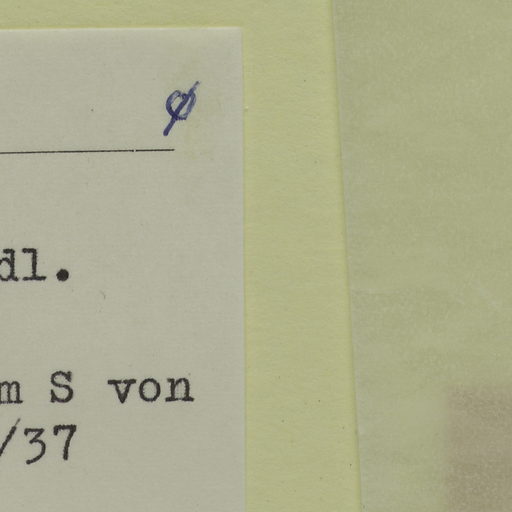 ø
dl.
m S von
/37